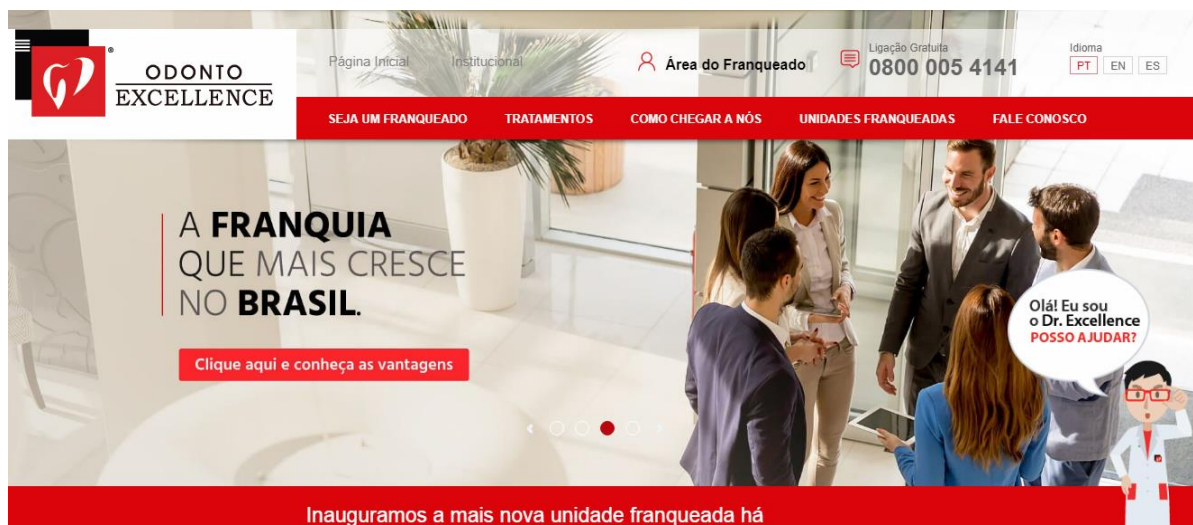 ODONTO
EXCELLENCE
Página Inicial
Institucional
Área do Franqueado
Ligação Gratuita
0800 005 4141
Idioma
PT EN ES
SEJA UM FRANQUEADO TRATAMENTOS COMO CHEGAR A NÓS UNIDADES FRANQUEADAS FALE CONOSCO
A FRANQUIA
QUE MAIS CRESCE
NO BRASIL.
Clique aqui e conheça as vantagens
Olá! Eu sou
o Dr. Excellence
POSSO AJUDAR?
Inauguramos a mais nova unidade franqueada há